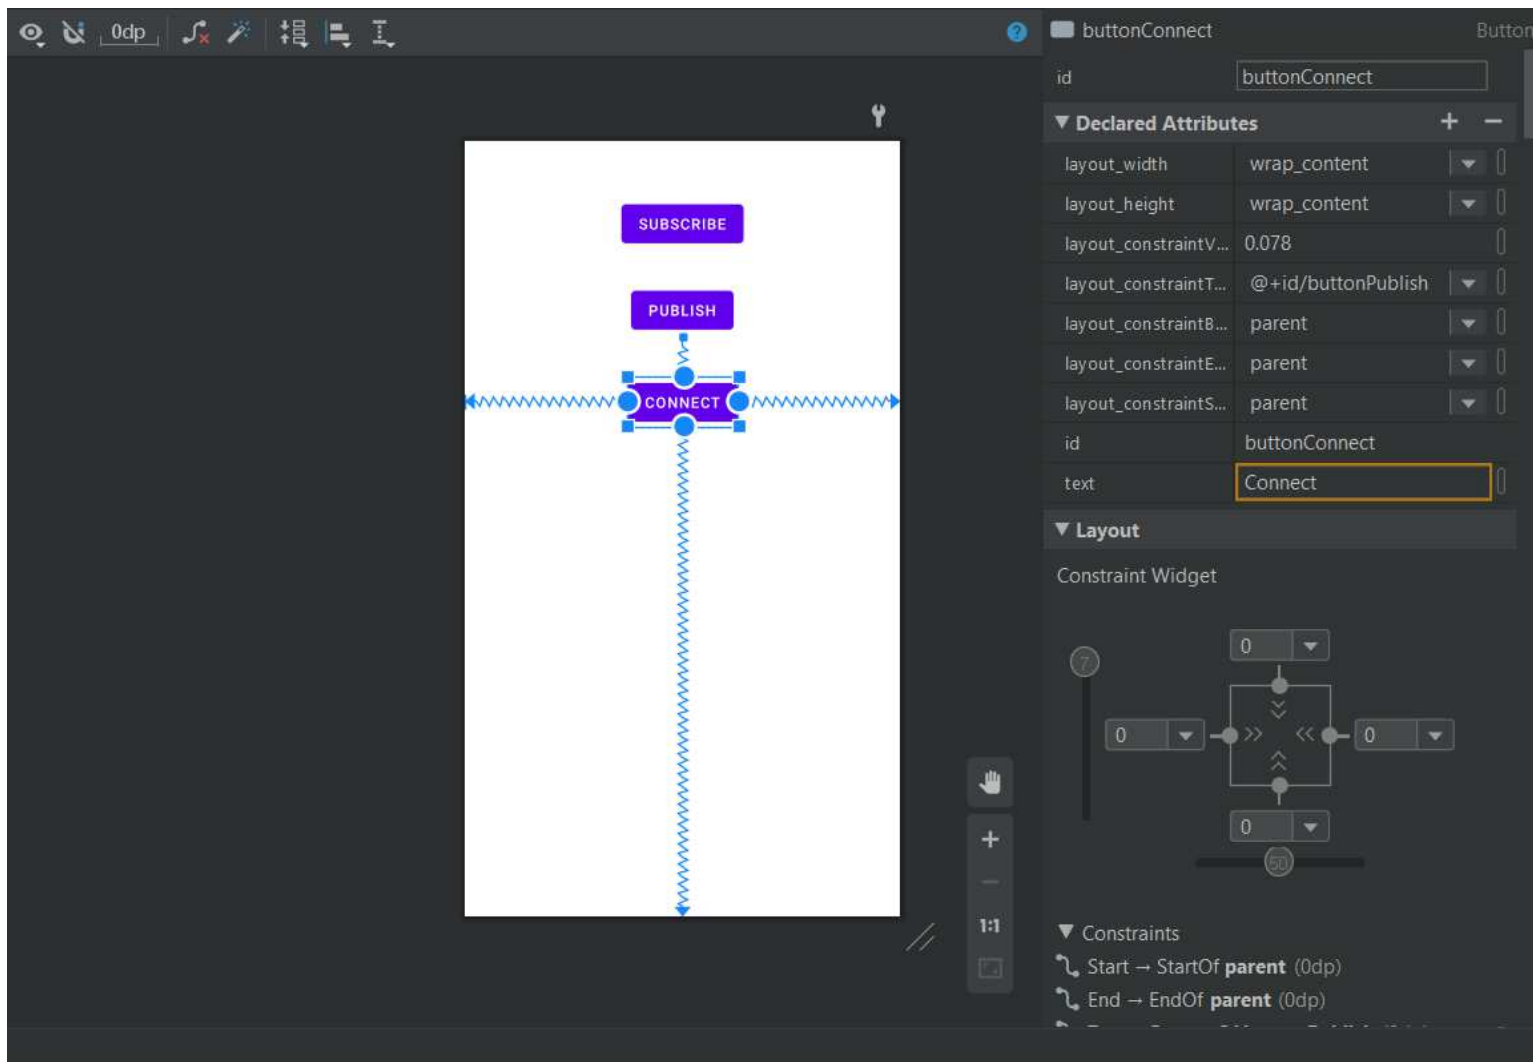 0dp
?
buttonConnect Button
id buttonConnect
Declared Attributes + −
layout_width wrap_content
layout_height wrap_content
layout_constraintV... 0.078
layout_constraintT... @+id/buttonPublish
layout_constraintB... parent
layout_constraintE... parent
layout_constraintS... parent
id buttonConnect
text Connect
Layout
Constraint Widget
0
7
0 0
0
50
Constraints
Start → StartOf parent (0dp)
End → EndOf parent (0dp)
SUBSCRIBE
PUBLISH
CONNECT
+
−
1:1